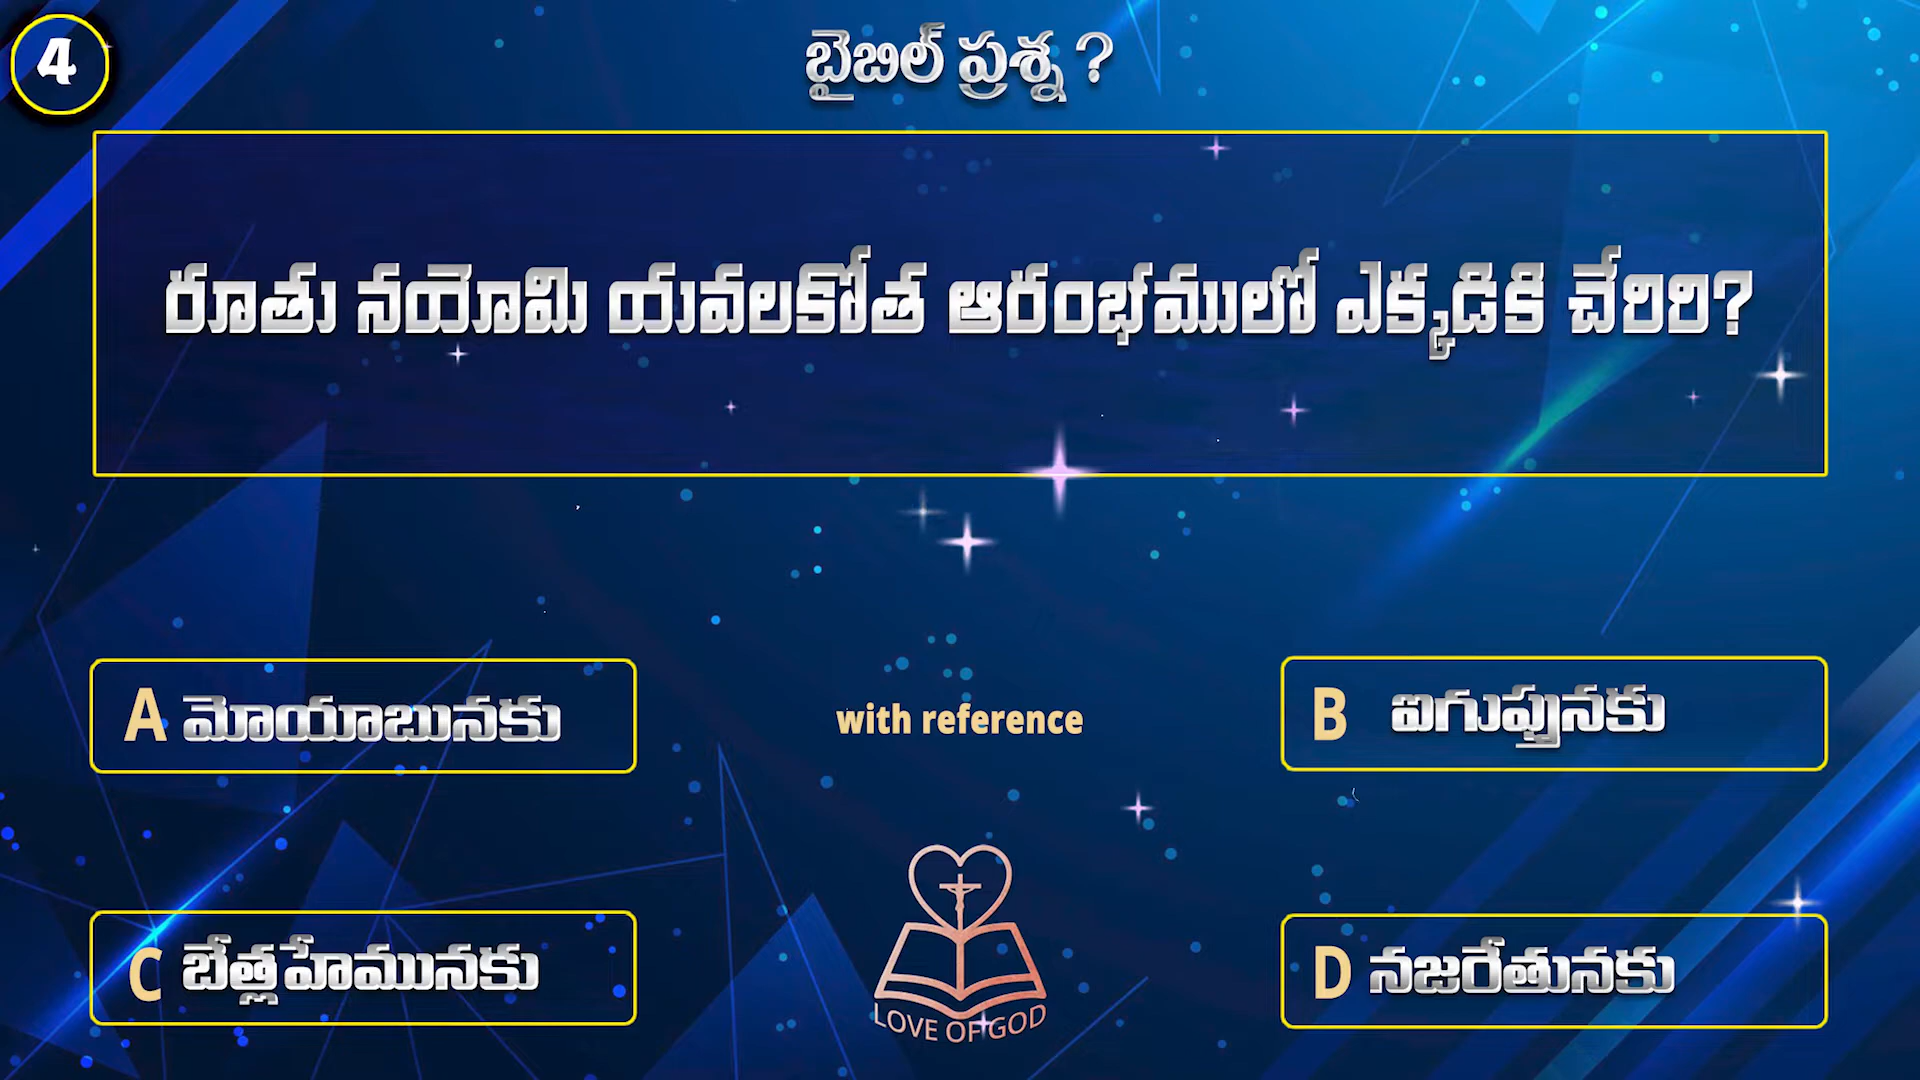 4
బైబిల్ ప్రశ్న ?
రూతు నయోమి యవలకోత ఆరంభములో ఎక్కడికి చేరిరి?
A మోయాబునకు
with reference
B ఐగుప్తునకు
C బేత్లహేమునకు
D నజరేతునకు
LOVE OF GOD